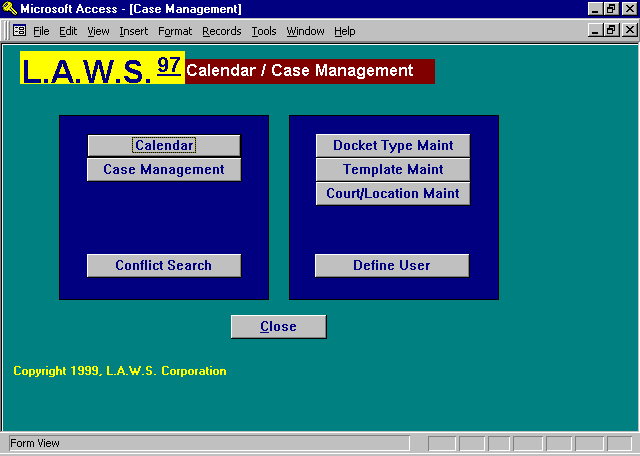 Microsoft Access - [Case Management]
File Edit View Insert Format Records Tools Window Help
L.A.W.S. 97 Calendar / Case Management
Calendar
Case Management
Conflict Search
Docket Type Maint
Template Maint
Court/Location Maint
Define User
Close
Copyright 1999, L.A.W.S. Corporation
Form View